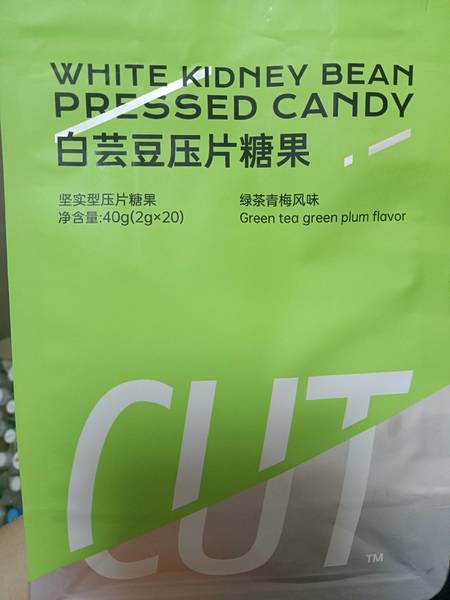 WHITE KIDNEY BEAN
PRESSED CANDY
白芸豆压片糖果
坚实型压片糖果
净含量:40g(2g×20)
绿茶青梅风味
Green tea green plum flavor
CUT
TM